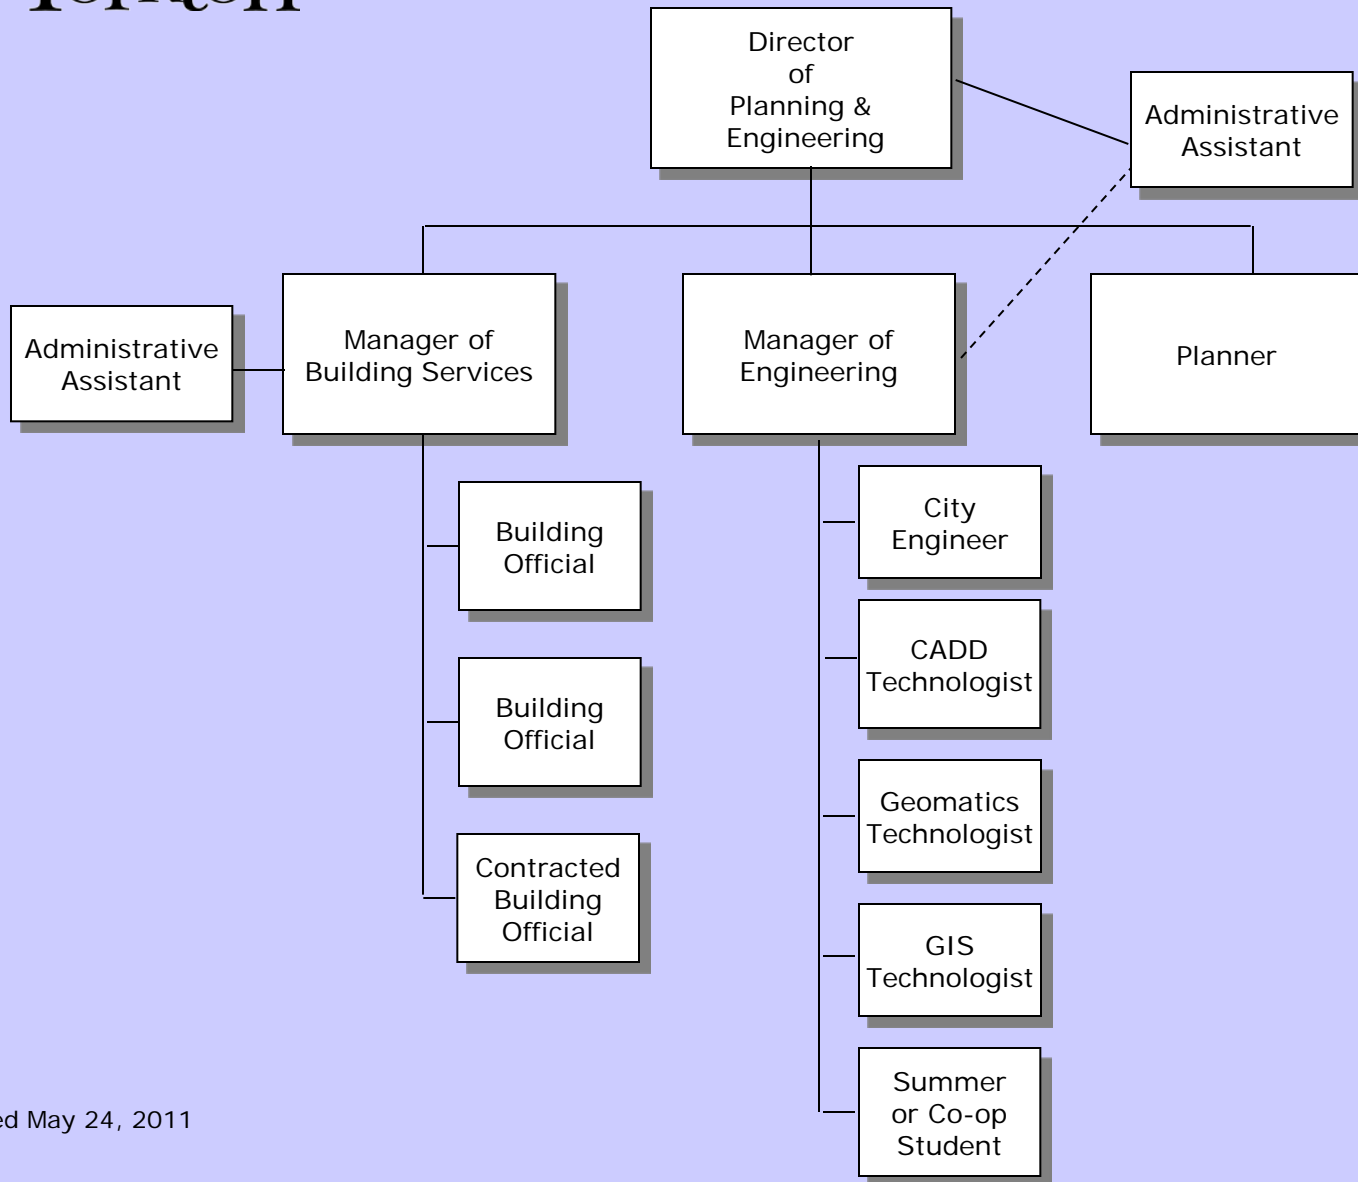 Director
of
Planning &
Engineering
Administrative
Assistant
Administrative
Assistant
Manager of
Building Services
Manager of
Engineering
Planner
Building
Official
Building
Official
Contracted
Building
Official
City
Engineer
CADD
Technologist
Geomatics
Technologist
GIS
Technologist
Summer
or Co-op
Student
May 24, 2011